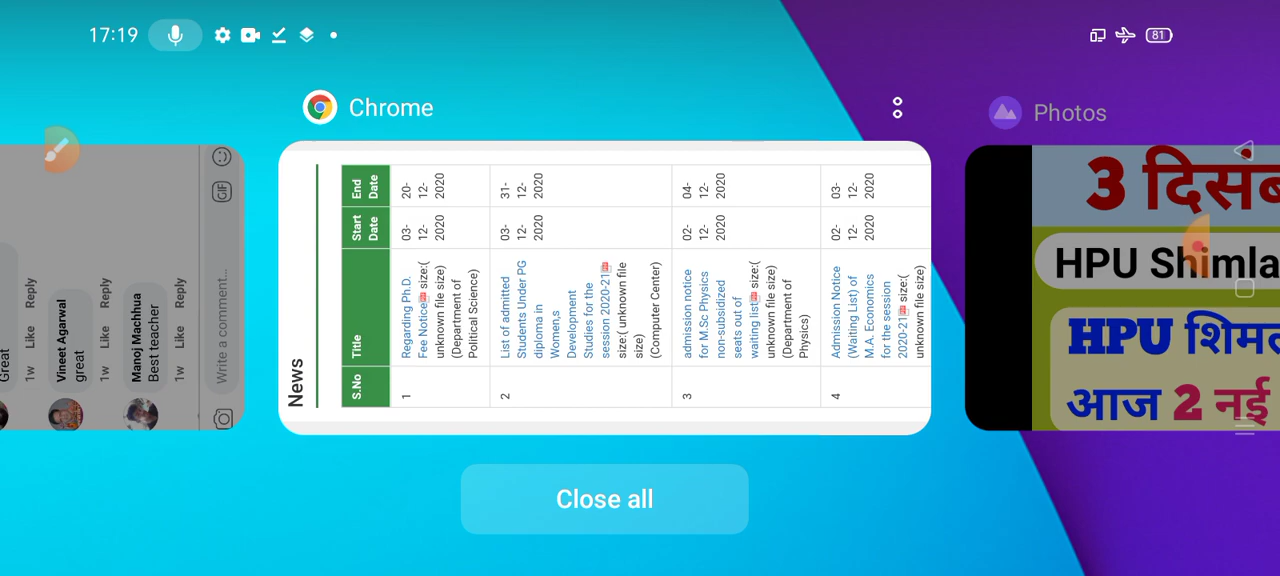 17:19
81
Chrome
Photos
Great
1w Like Reply
Vineet Agarwal
great
1w Like Reply
Manoj Machhua
Best teacher
1w Like Reply
Write a comment...
GIF
News
S.No Title Start Date End Date
1
Regarding Ph.D.
Fee Notice size:(
unknown file size)
(Department of
Political Science)
03-
12-
2020
20-
12-
2020
2
List of admitted
Students Under PG
diploma in
Women,s
Development
Studies for the
session 2020-21
size:( unknown file
size)
(Computer Center)
03-
12-
2020
31-
12-
2020
3
admission notice
for M.Sc Physics
non-subsidized
seats out of
waiting list size:(
unknown file size)
(Department of
Physics)
02-
12-
2020
04-
12-
2020
4
Admission Notice
(Waiting List) of
M.A. Economics
for the session
2020-21 size:(
unknown file size)
02-
12-
2020
03-
12-
2020
3 दिसंब
HPU Shimla
HPU शिम
आज 2 नई
Close all